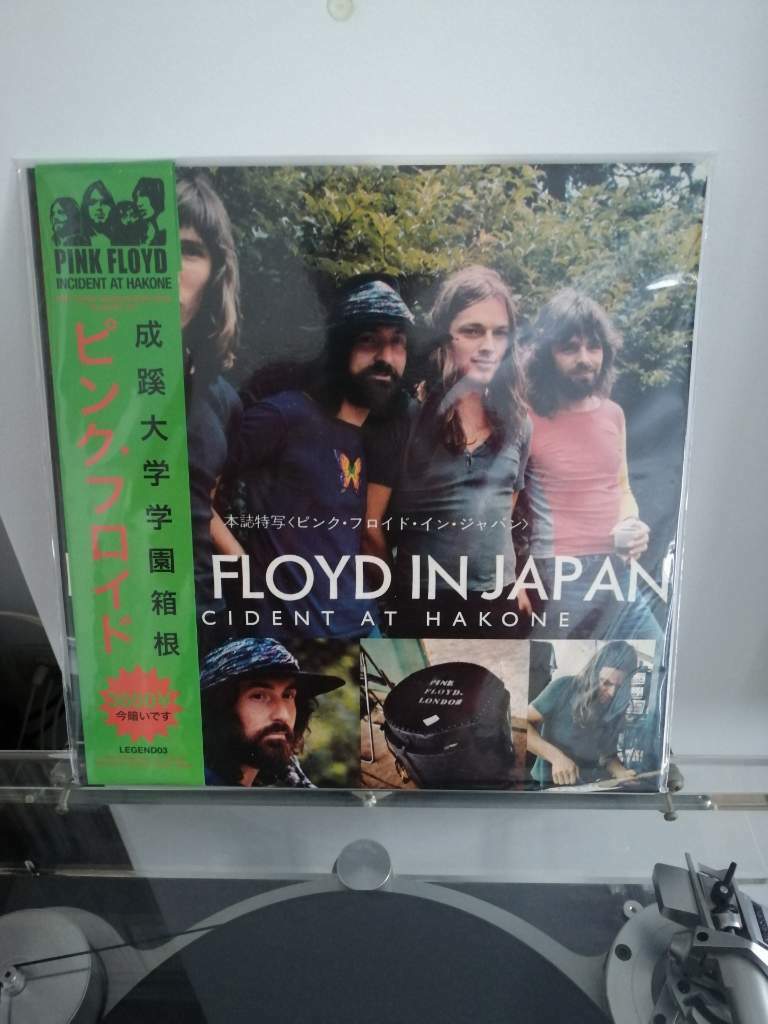 PINK FLOYD
INCIDENT AT HAKONE
ピンク・フロイド
成蹊大学学園箱根
今暗いです
LEGEND03
本誌特写〈ピンク・フロイド・イン・ジャパン〉
FLOYD IN JAPAN
CIDENT AT HAKONE
PINK
FLOYD.
LONDON